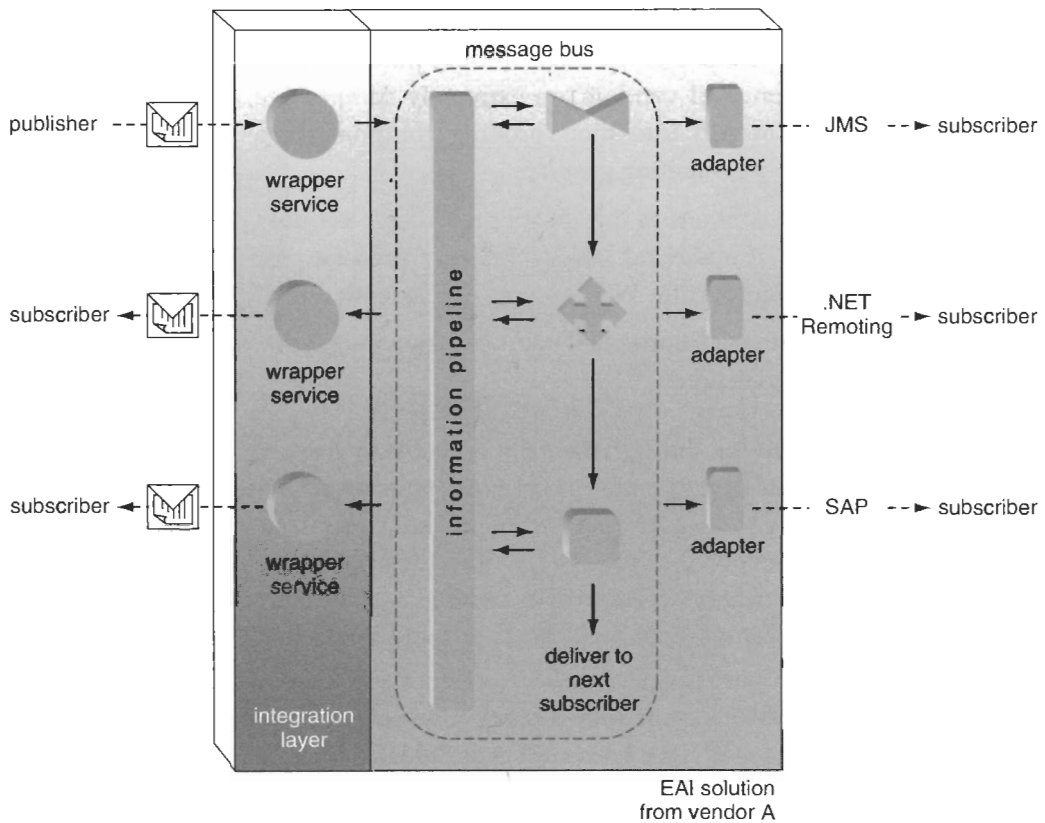 message bus
publisher
wrapper
service
adapter
JMS
subscriber
subscriber
wrapper
service
information pipeline
adapter
.NET
Remoting
subscriber
subscriber
wrapper
service
adapter
SAP
subscriber
deliver to
next
subscriber
integration
layer
EAI solution
from vendor A